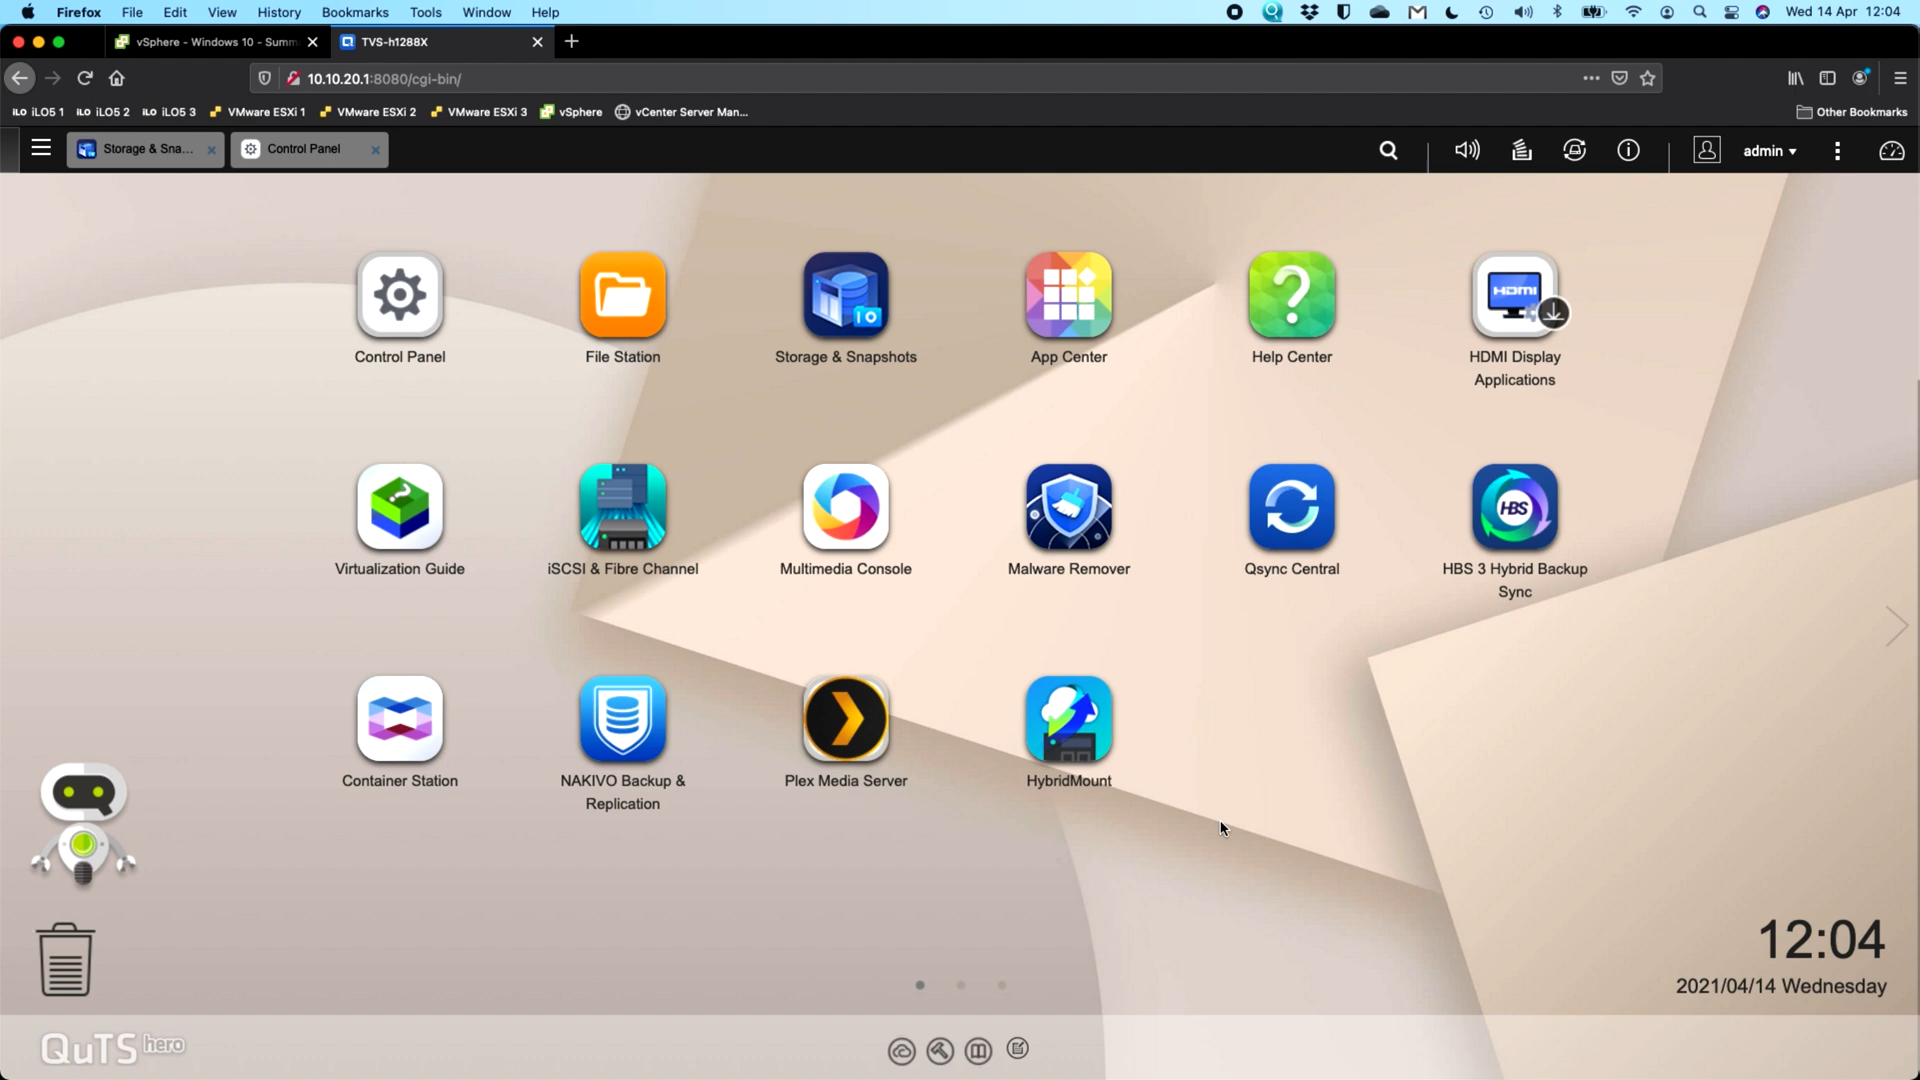 Firefox File Edit View History Bookmarks Tools Window Help Wed 14 Apr 12:04
vSphere - Windows 10 - Summ TVS-h1288X
10.10.20.1:8080/cgi-bin/
iLO iLO5 1 iLO iLO5 2 iLO iLO5 3 VMware ESXi 1 VMware ESXi 2 VMware ESXi 3 vSphere vCenter Server Man... Other Bookmarks
Storage & Sna... Control Panel admin
HDMI
Control Panel File Station Storage & Snapshots App Center Help Center HDMI Display
Applications
HBS
Virtualization Guide iSCSI & Fibre Channel Multimedia Console Malware Remover Qsync Central HBS 3 Hybrid Backup
Sync
Container Station NAKIVO Backup & Plex Media Server HybridMount
Replication
12:04
2021/04/14 Wednesday
QuTS hero